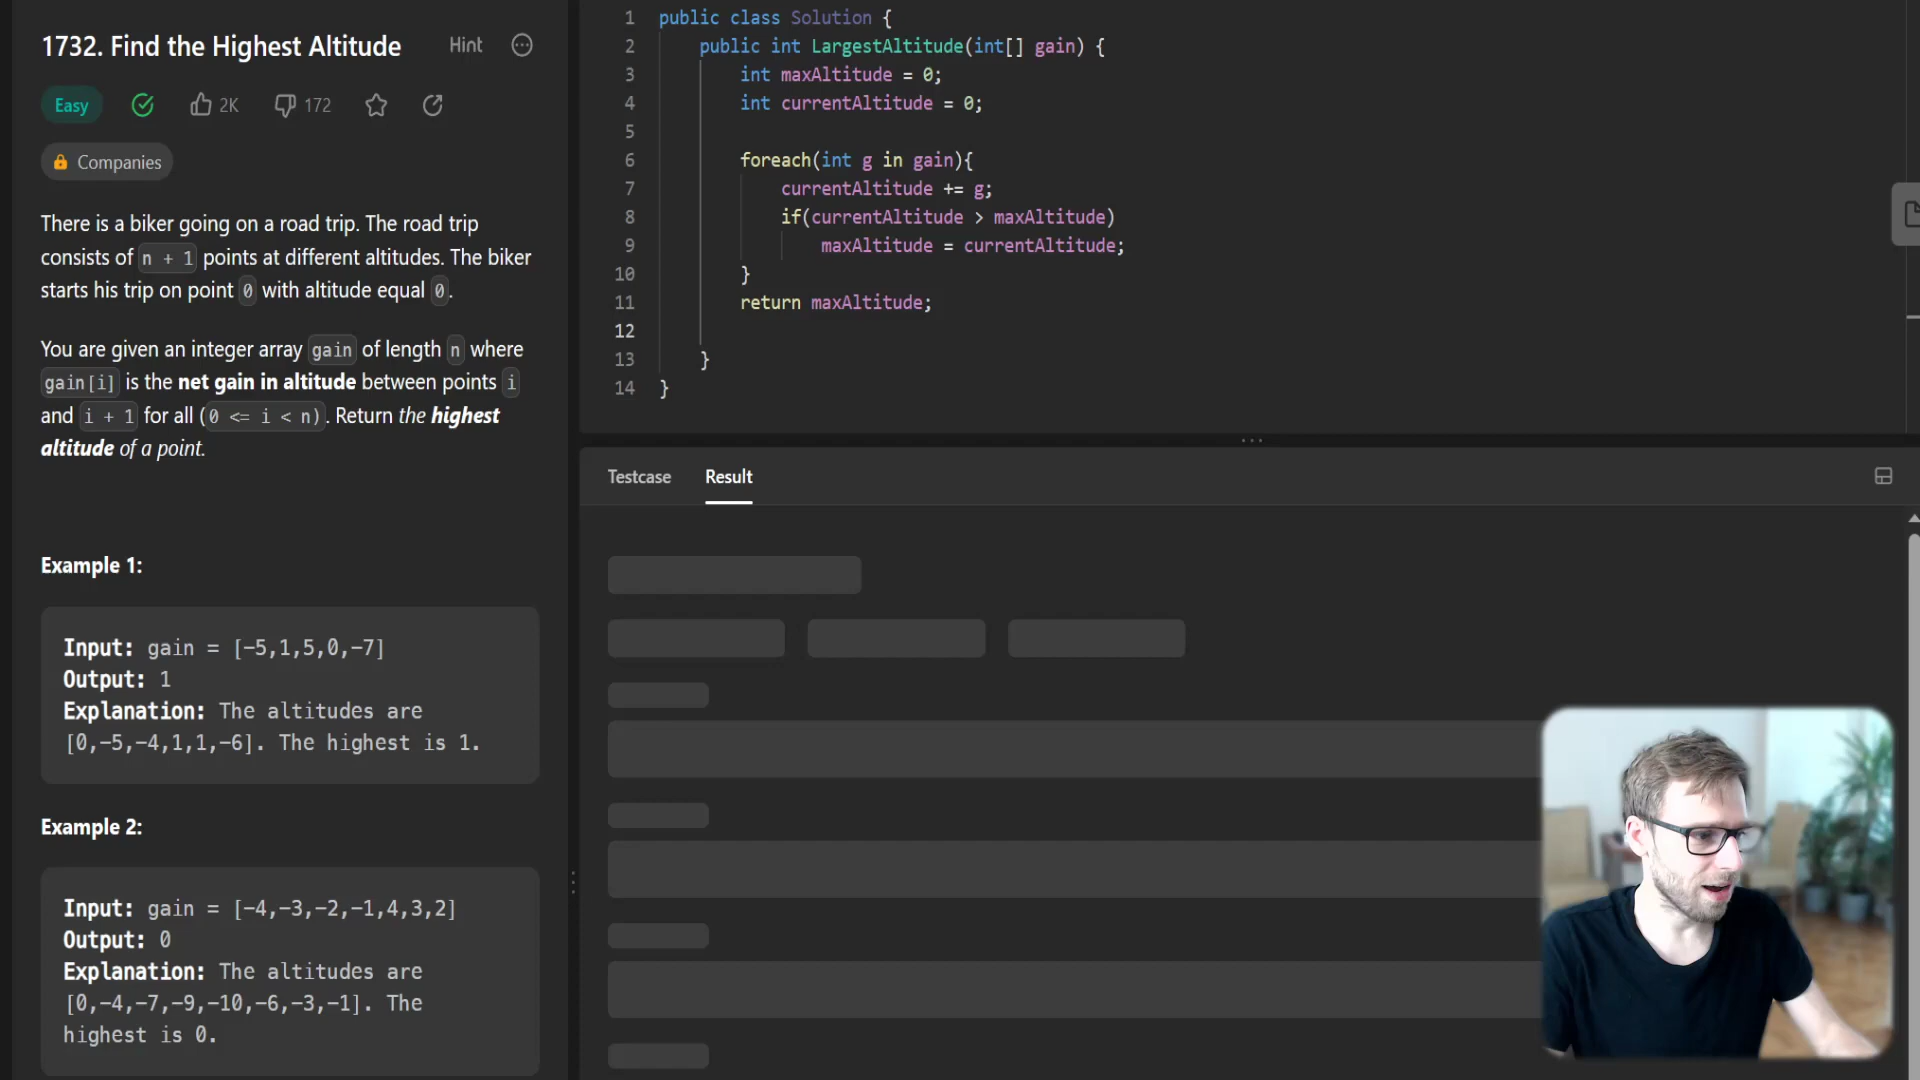 1732. Find the Highest Altitude
Hint
Easy
2K
172
Companies
There is a biker going on a road trip. The road trip
consists of n + 1 points at different altitudes. The biker
starts his trip on point 0 with altitude equal 0.
You are given an integer array gain of length n where
gain[i] is the net gain in altitude between points i
and i + 1 for all (0 <= i < n). Return the highest
altitude of a point.
Example 1:
Input: gain = [-5,1,5,0,-7]
Output: 1
Explanation: The altitudes are
[0,-5,-4,1,1,-6]. The highest is 1.
Example 2:
Input: gain = [-4,-3,-2,-1,4,3,2]
Output: 0
Explanation: The altitudes are
[0,-4,-7,-9,-10,-6,-3,-1]. The
highest is 0.
1 public class Solution {
2 public int LargestAltitude(int[] gain) {
3 int maxAltitude = 0;
4 int currentAltitude = 0;
5
6 foreach(int g in gain){
7 currentAltitude += g;
8 if(currentAltitude > maxAltitude)
9 maxAltitude = currentAltitude;
10 }
11 return maxAltitude;
12
13 }
14 }
Testcase
Result